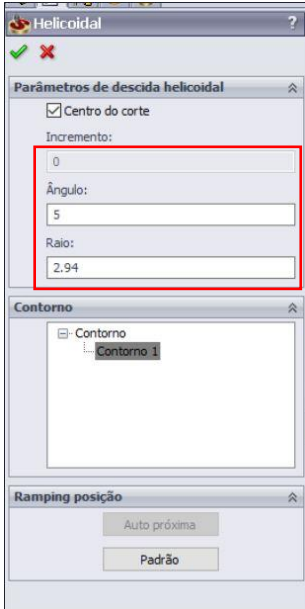 Helicoidal ?
Parâmetros de descida helicoidal
Centro do corte
Incremento:
0
Ângulo:
5
Raio:
2.94
Contorno
Contorno
Contorno 1
Ramping posição
Auto próxima
Padrão